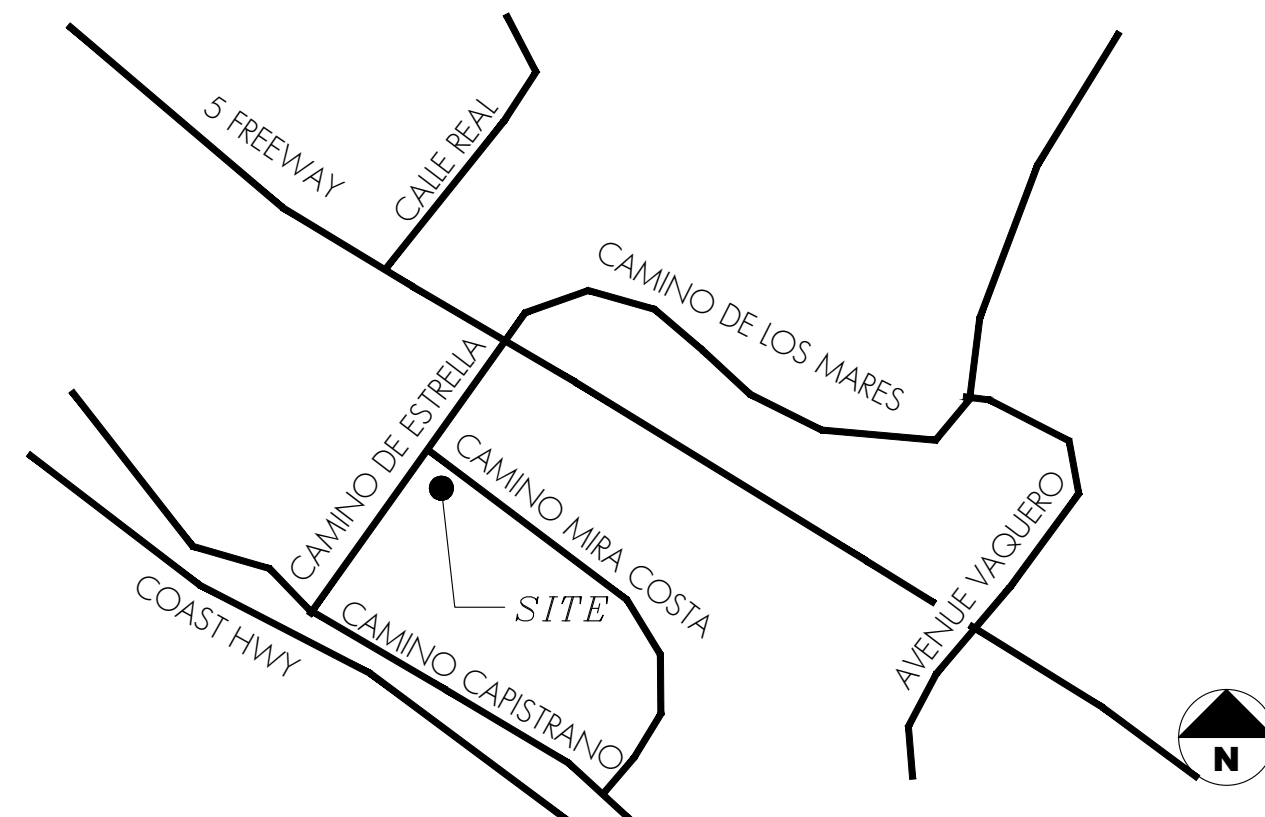 5 FREEWAY
CALLE REAL
CAMINO DE LOS MARES
CAMINO DE ESTRELLA
CAMINO MIRA COSTA
AVENUE VAQUERO
COAST HWY
SITE
CAMINO CAPISTRANO
N